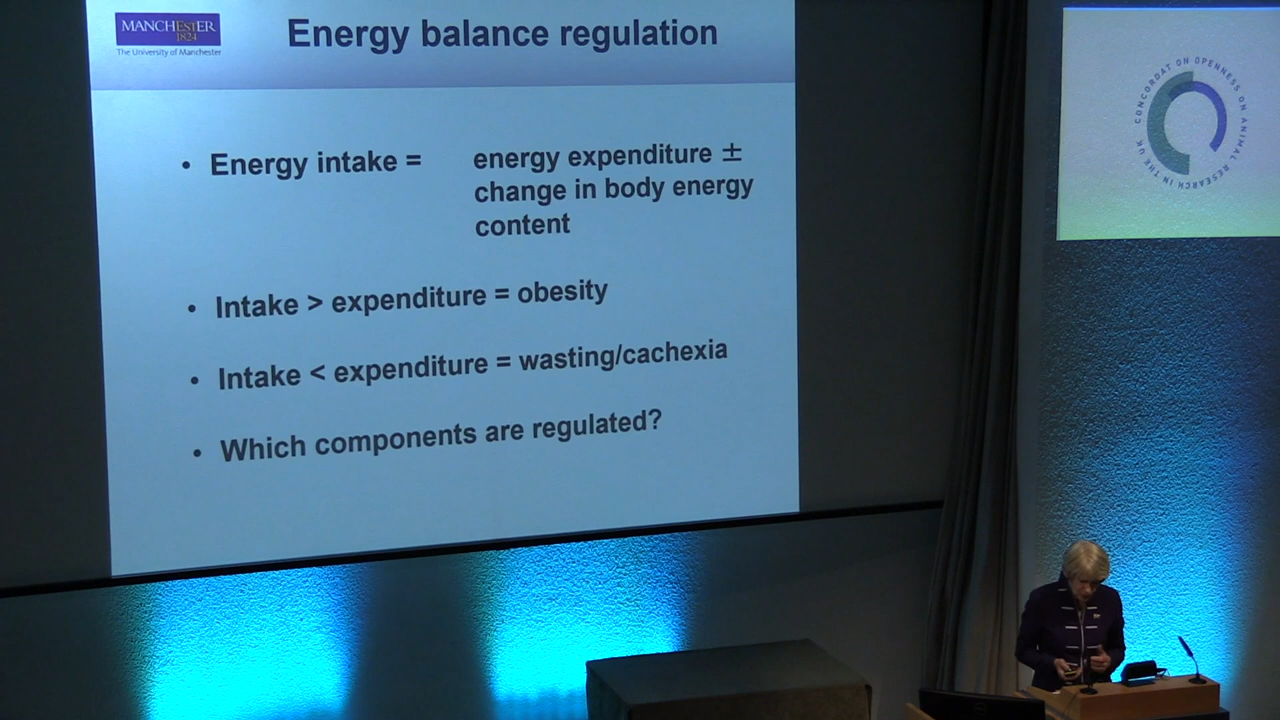 MANCHESTER
1824
The University of Manchester
Energy balance regulation
• Energy intake = energy expenditure ±
change in body energy
content
• Intake > expenditure = obesity
• Intake < expenditure = wasting/cachexia
• Which components are regulated?
CONCORDAT ON OPENNESS ON ANIMAL RESEARCH IN THE UK